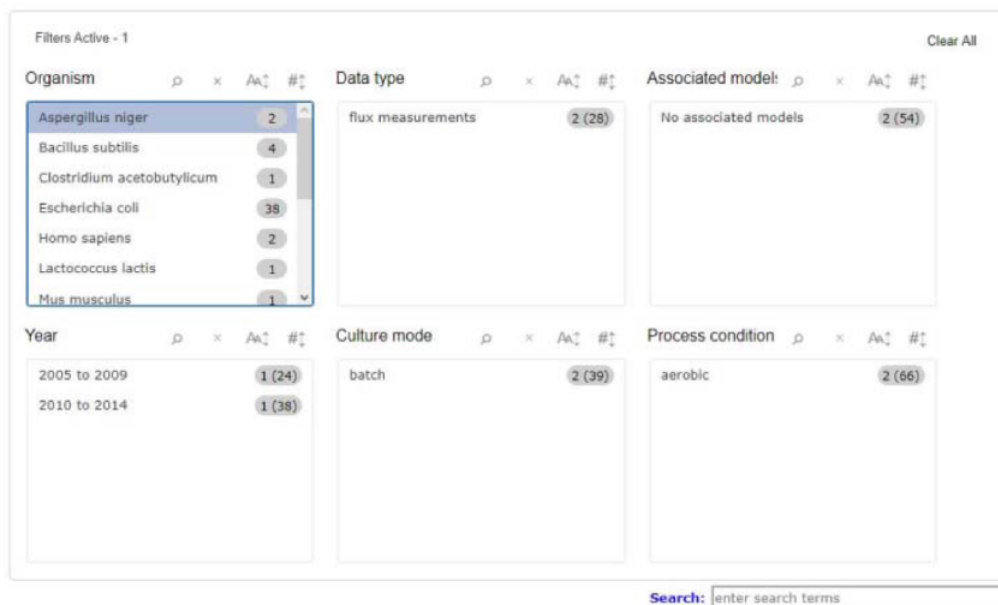 Filters Active - 1
Clear All
Organism
Aspergillus niger 2
Bacillus subtilis 4
Clostridium acetobutylicum 1
Escherichia coli 38
Homo sapiens 2
Lactococcus lactis 1
Mus musculus 1
Data type
flux measurements 2 (28)
Associated models
No associated models 2 (54)
Year
2005 to 2009 1 (24)
2010 to 2014 1 (38)
Culture mode
batch 2 (39)
Process condition
aerobic 2 (66)
Search: enter search terms